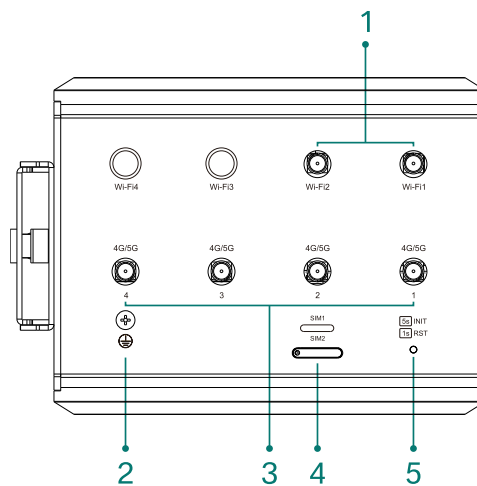 1
Wi-Fi4 Wi-Fi3 Wi-Fi2 Wi-Fi1
4G/5G 4G/5G 4G/5G 4G/5G
4 3 2 1
SIM1
SIM2
5s INIT
1s RST
2 3 4 5